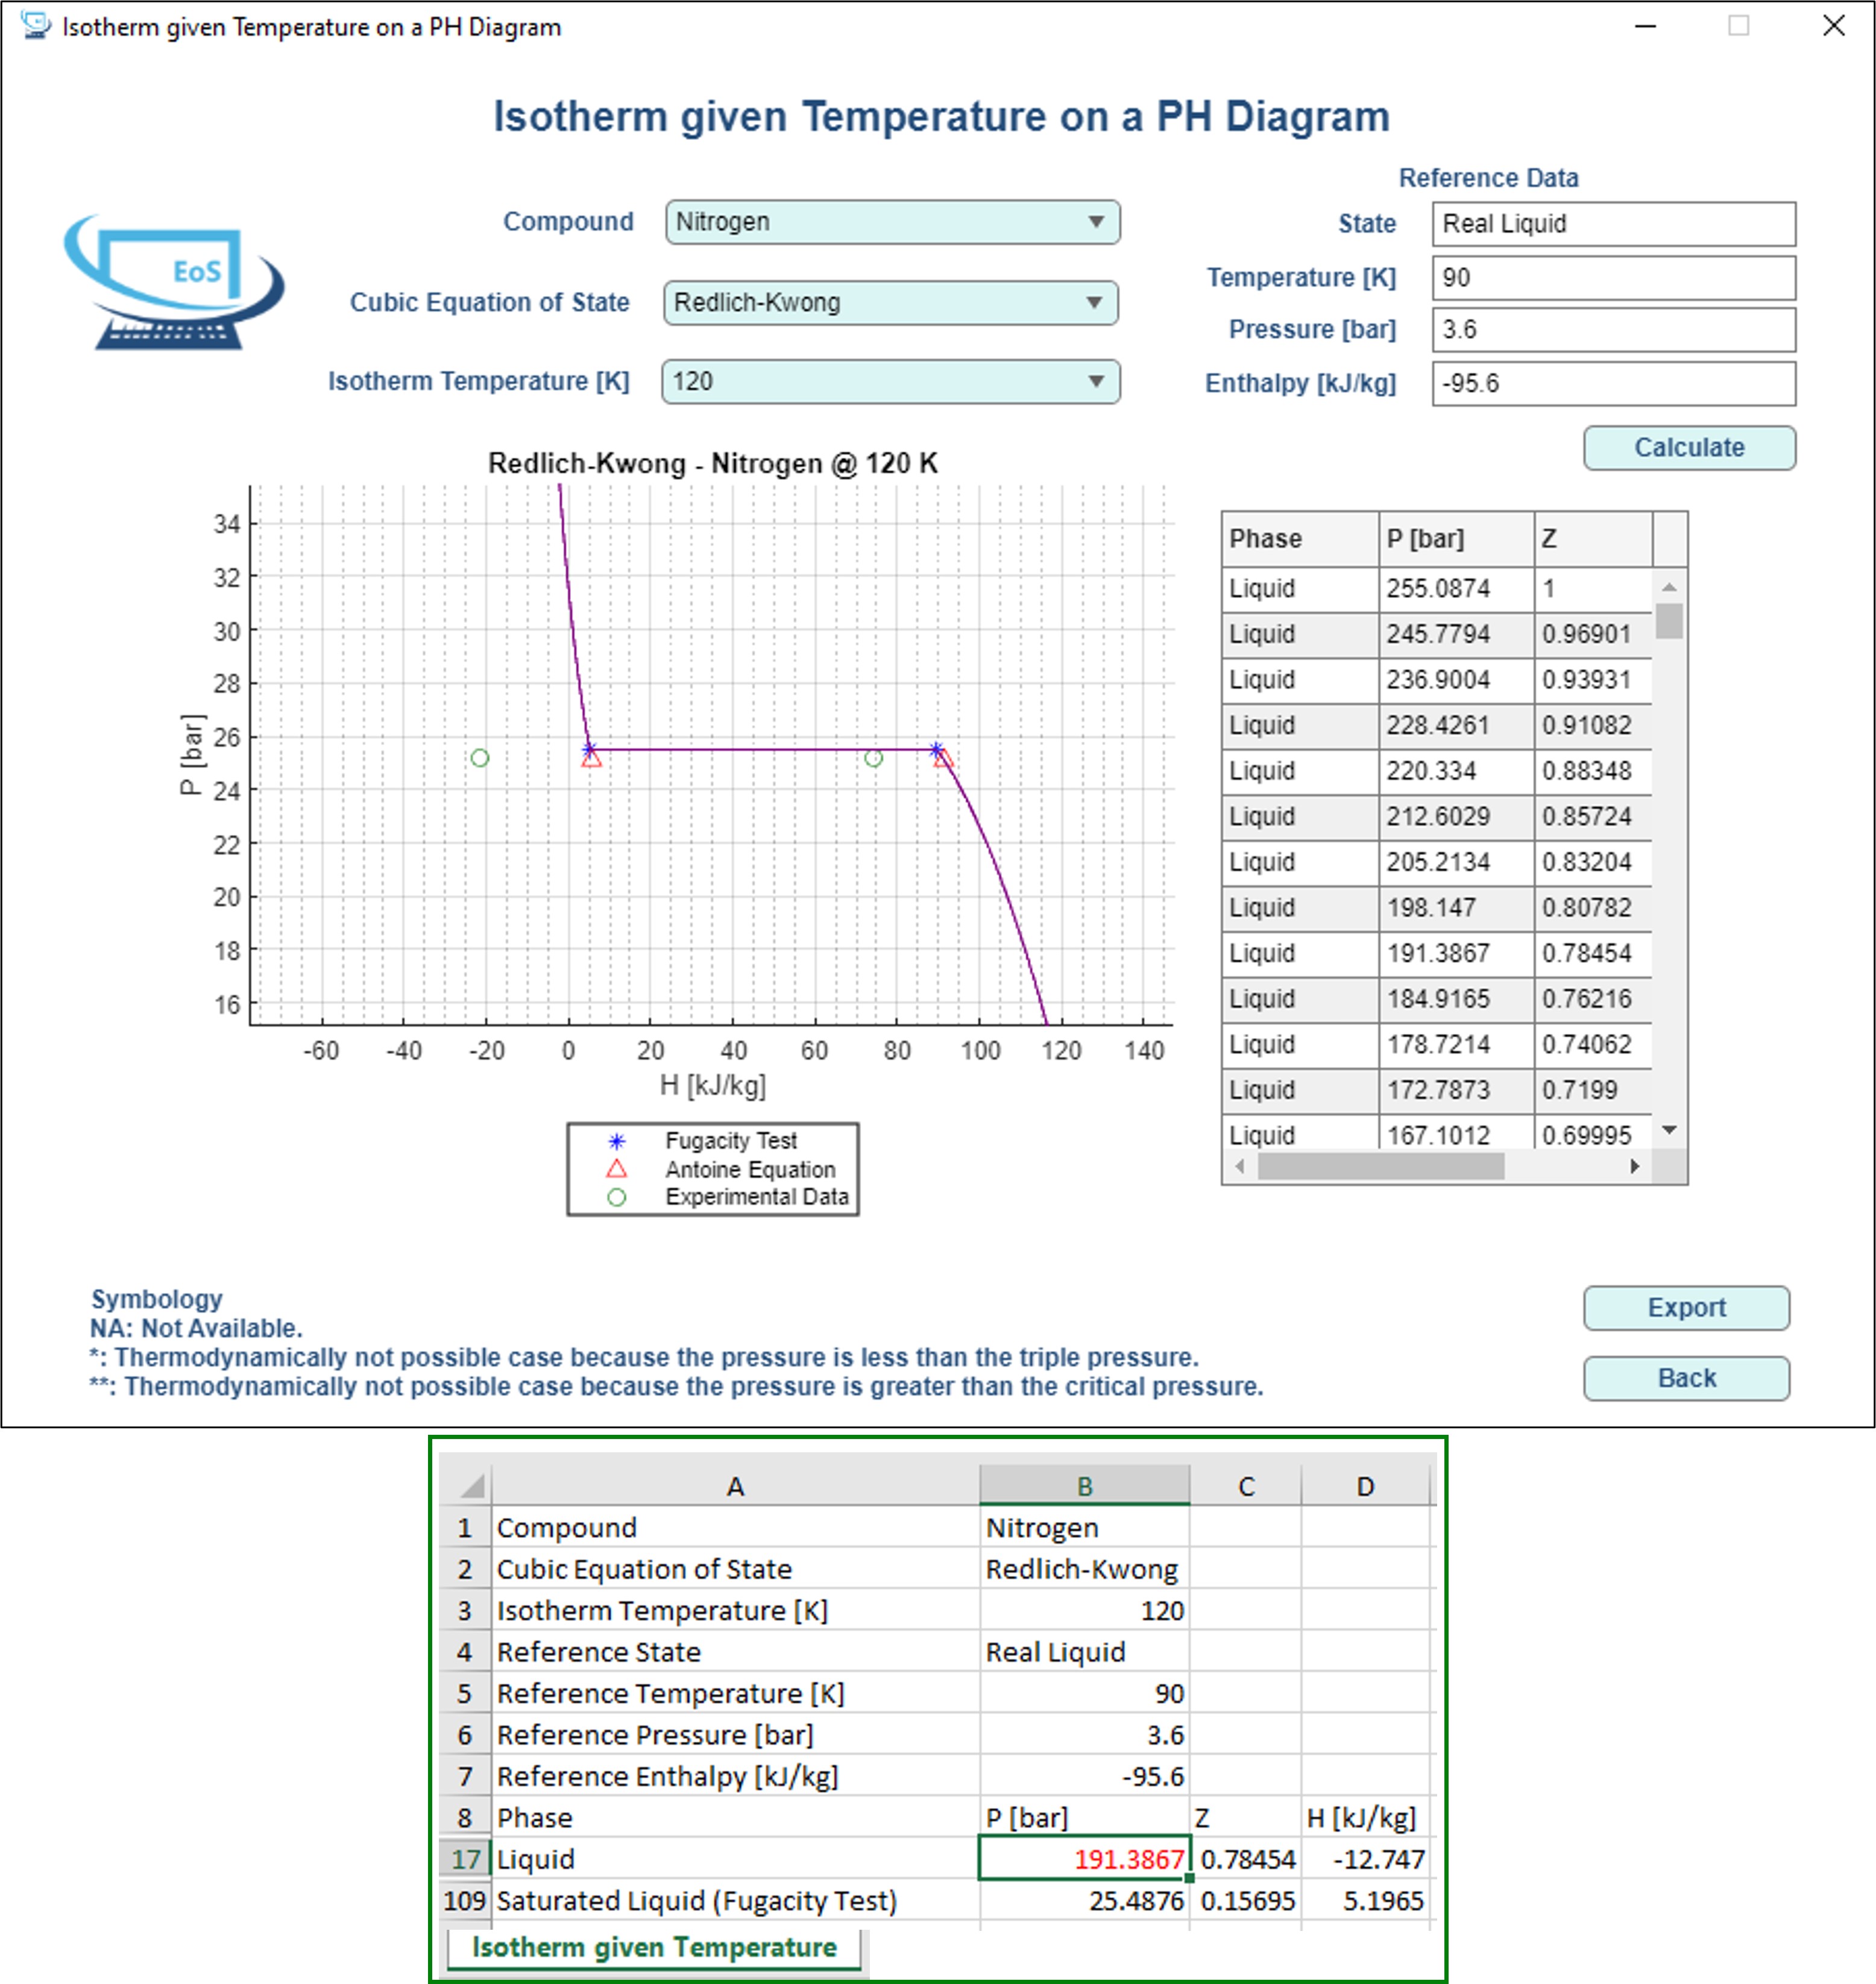 Isotherm given Temperature on a PH Diagram
Isotherm given Temperature on a PH Diagram
EoS
Compound Nitrogen
Cubic Equation of State Redlich-Kwong
Isotherm Temperature [K] 120
Reference Data
State Real Liquid
Temperature [K] 90
Pressure [bar] 3.6
Enthalpy [kJ/kg] -95.6
Calculate
Redlich-Kwong - Nitrogen @ 120 K
34
32
30
28
26
24
22
20
18
16
P [bar]
-60 -40 -20 0 20 40 60 80 100 120 140
H [kJ/kg]
Fugacity Test
Antoine Equation
Experimental Data
Phase P [bar] Z
Liquid 255.0874 1
Liquid 245.7794 0.96901
Liquid 236.9004 0.93931
Liquid 228.4261 0.91082
Liquid 220.334 0.88348
Liquid 212.6029 0.85724
Liquid 205.2134 0.83204
Liquid 198.147 0.80782
Liquid 191.3867 0.78454
Liquid 184.9165 0.76216
Liquid 178.7214 0.74062
Liquid 172.7873 0.7199
Liquid 167.1012 0.69995
Symbology
NA: Not Available.
*: Thermodynamically not possible case because the pressure is less than the triple pressure.
**: Thermodynamically not possible case because the pressure is greater than the critical pressure.
Export
Back
A B C D
1 Compound Nitrogen
2 Cubic Equation of State Redlich-Kwong
3 Isotherm Temperature [K] 120
4 Reference State Real Liquid
5 Reference Temperature [K] 90
6 Reference Pressure [bar] 3.6
7 Reference Enthalpy [kJ/kg] -95.6
8 Phase P [bar] Z H [kJ/kg]
17 Liquid 191.3867 0.78454 -12.747
109 Saturated Liquid (Fugacity Test) 25.4876 0.15695 5.1965
Isotherm given Temperature